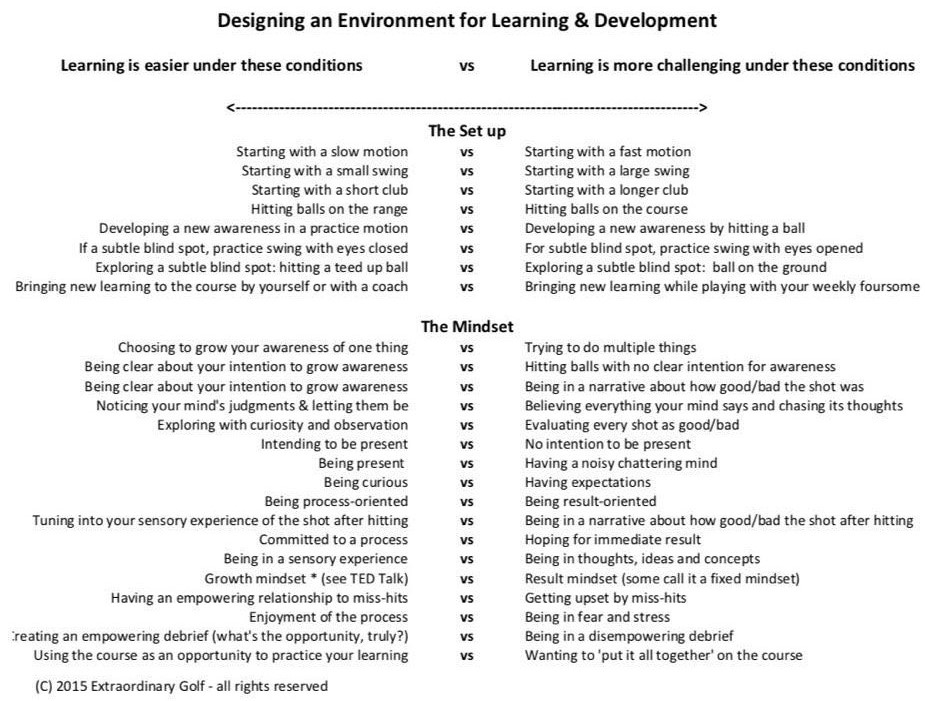 Designing an Environment for Learning & Development
Learning is easier under these conditions vs Learning is more challenging under these conditions
<------------------------------------------------------------------------------------>
The Set up
Starting with a slow motion vs Starting with a fast motion
Starting with a small swing vs Starting with a large swing
Starting with a short club vs Starting with a longer club
Hitting balls on the range vs Hitting balls on the course
Developing a new awareness in a practice motion vs Developing a new awareness by hitting a ball
If a subtle blind spot, practice swing with eyes closed vs For subtle blind spot, practice swing with eyes opened
Exploring a subtle blind spot: hitting a teed up ball vs Exploring a subtle blind spot: ball on the ground
Bringing new learning to the course by yourself or with a coach vs Bringing new learning while playing with your weekly foursome
The Mindset
Choosing to grow your awareness of one thing vs Trying to do multiple things
Being clear about your intention to grow awareness vs Hitting balls with no clear intention for awareness
Being clear about your intention to grow awareness vs Being in a narrative about how good/bad the shot was
Noticing your mind's judgments & letting them be vs Believing everything your mind says and chasing its thoughts
Exploring with curiosity and observation vs Evaluating every shot as good/bad
Intending to be present vs No intention to be present
Being present vs Having a noisy chattering mind
Being curious vs Having expectations
Being process-oriented vs Being result-oriented
Tuning into your sensory experience of the shot after hitting vs Being in a narrative about how good/bad the shot after hitting
Committed to a process vs Hoping for immediate result
Being in a sensory experience vs Being in thoughts, ideas and concepts
Growth mindset * (see TED Talk) vs Result mindset (some call it a fixed mindset)
Having an empowering relationship to miss-hits vs Getting upset by miss-hits
Enjoyment of the process vs Being in fear and stress
reating an empowering debrief (what's the opportunity, truly?) vs Being in a disempowering debrief
Using the course as an opportunity to practice your learning vs Wanting to 'put it all together' on the course
(C) 2015 Extraordinary Golf - all rights reserved